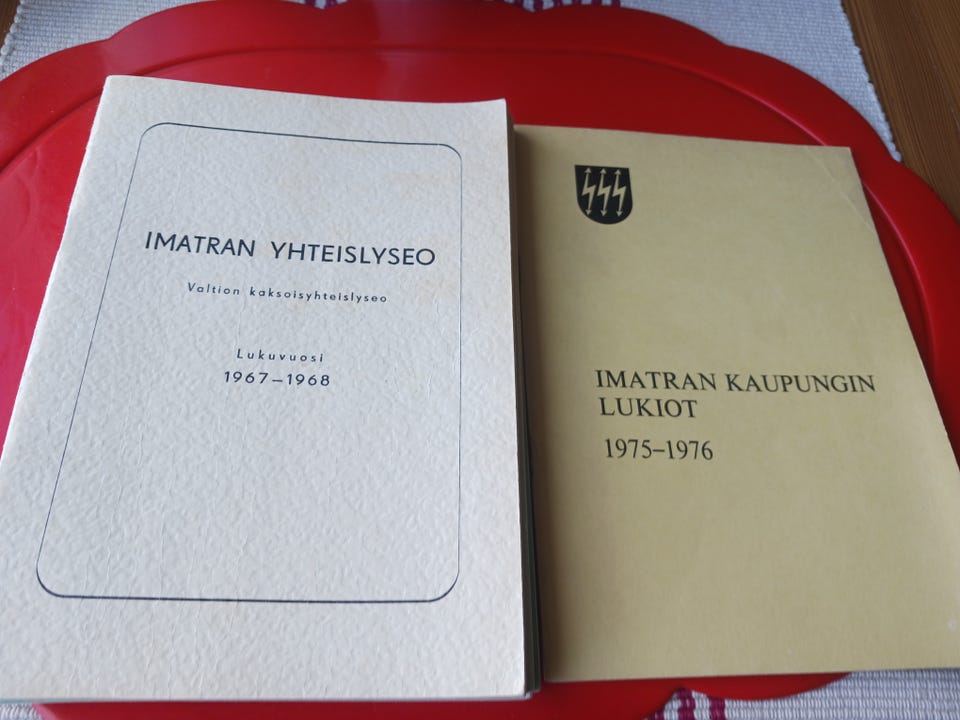 IMATRAN YHTEISLYSEO
Valtion kaksoisyhteislyseo
Lukuvuosi
1967–1968
IMATRAN KAUPUNGIN
LUKIOT
1975–1976